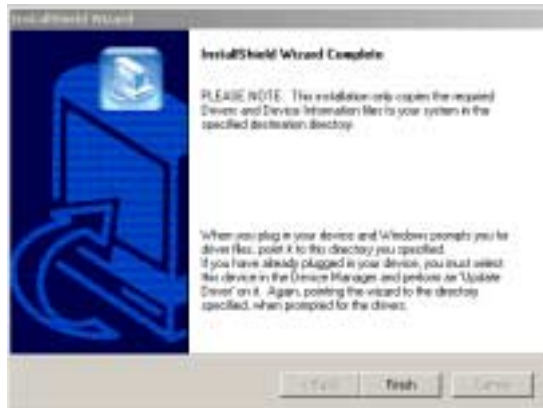 InstallShield Wizard
InstallShield Wizard Complete
PLEASE NOTE: This installation only copies the required
Drivers and Device Information files to your system in the
specified destination directory.
When you plug in your device and Windows prompts you for
driver files, point it to this directory you specified.
If you have already plugged in your device, you must select
this device in the Device Manager and perform an 'Update
Driver' on it. Again, pointing the wizard to the directory
specified, when prompted for the drivers.
< Back Finish Cancel